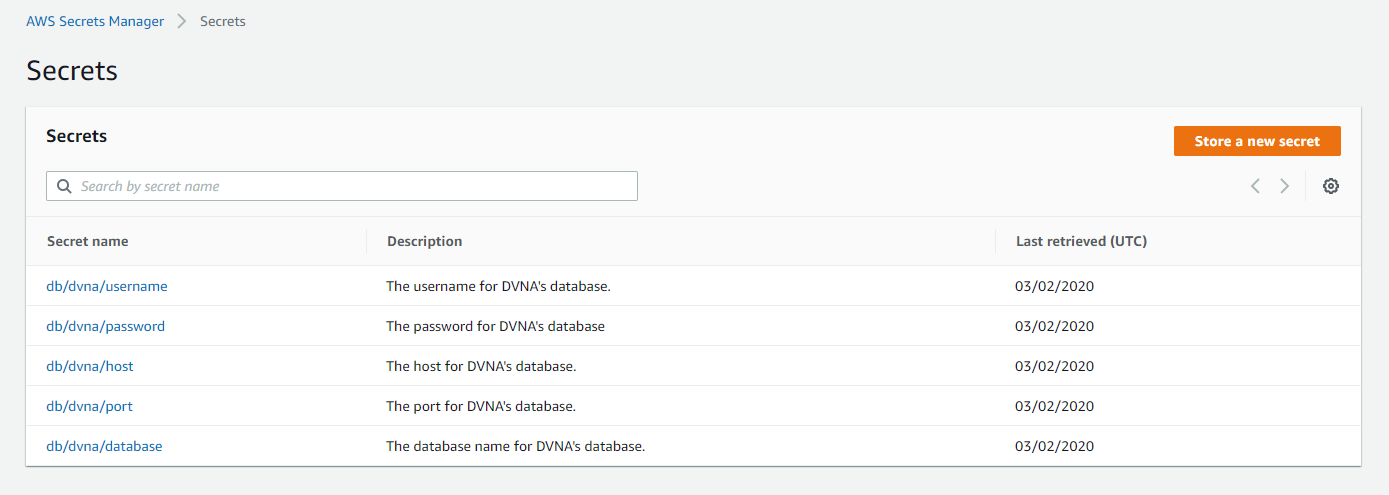 AWS Secrets Manager > Secrets
Secrets
Secrets
Store a new secret
Search by secret name
Secret name Description Last retrieved (UTC)
db/dvna/username The username for DVNA's database. 03/02/2020
db/dvna/password The password for DVNA's database 03/02/2020
db/dvna/host The host for DVNA's database. 03/02/2020
db/dvna/port The port for DVNA's database. 03/02/2020
db/dvna/database The database name for DVNA's database. 03/02/2020